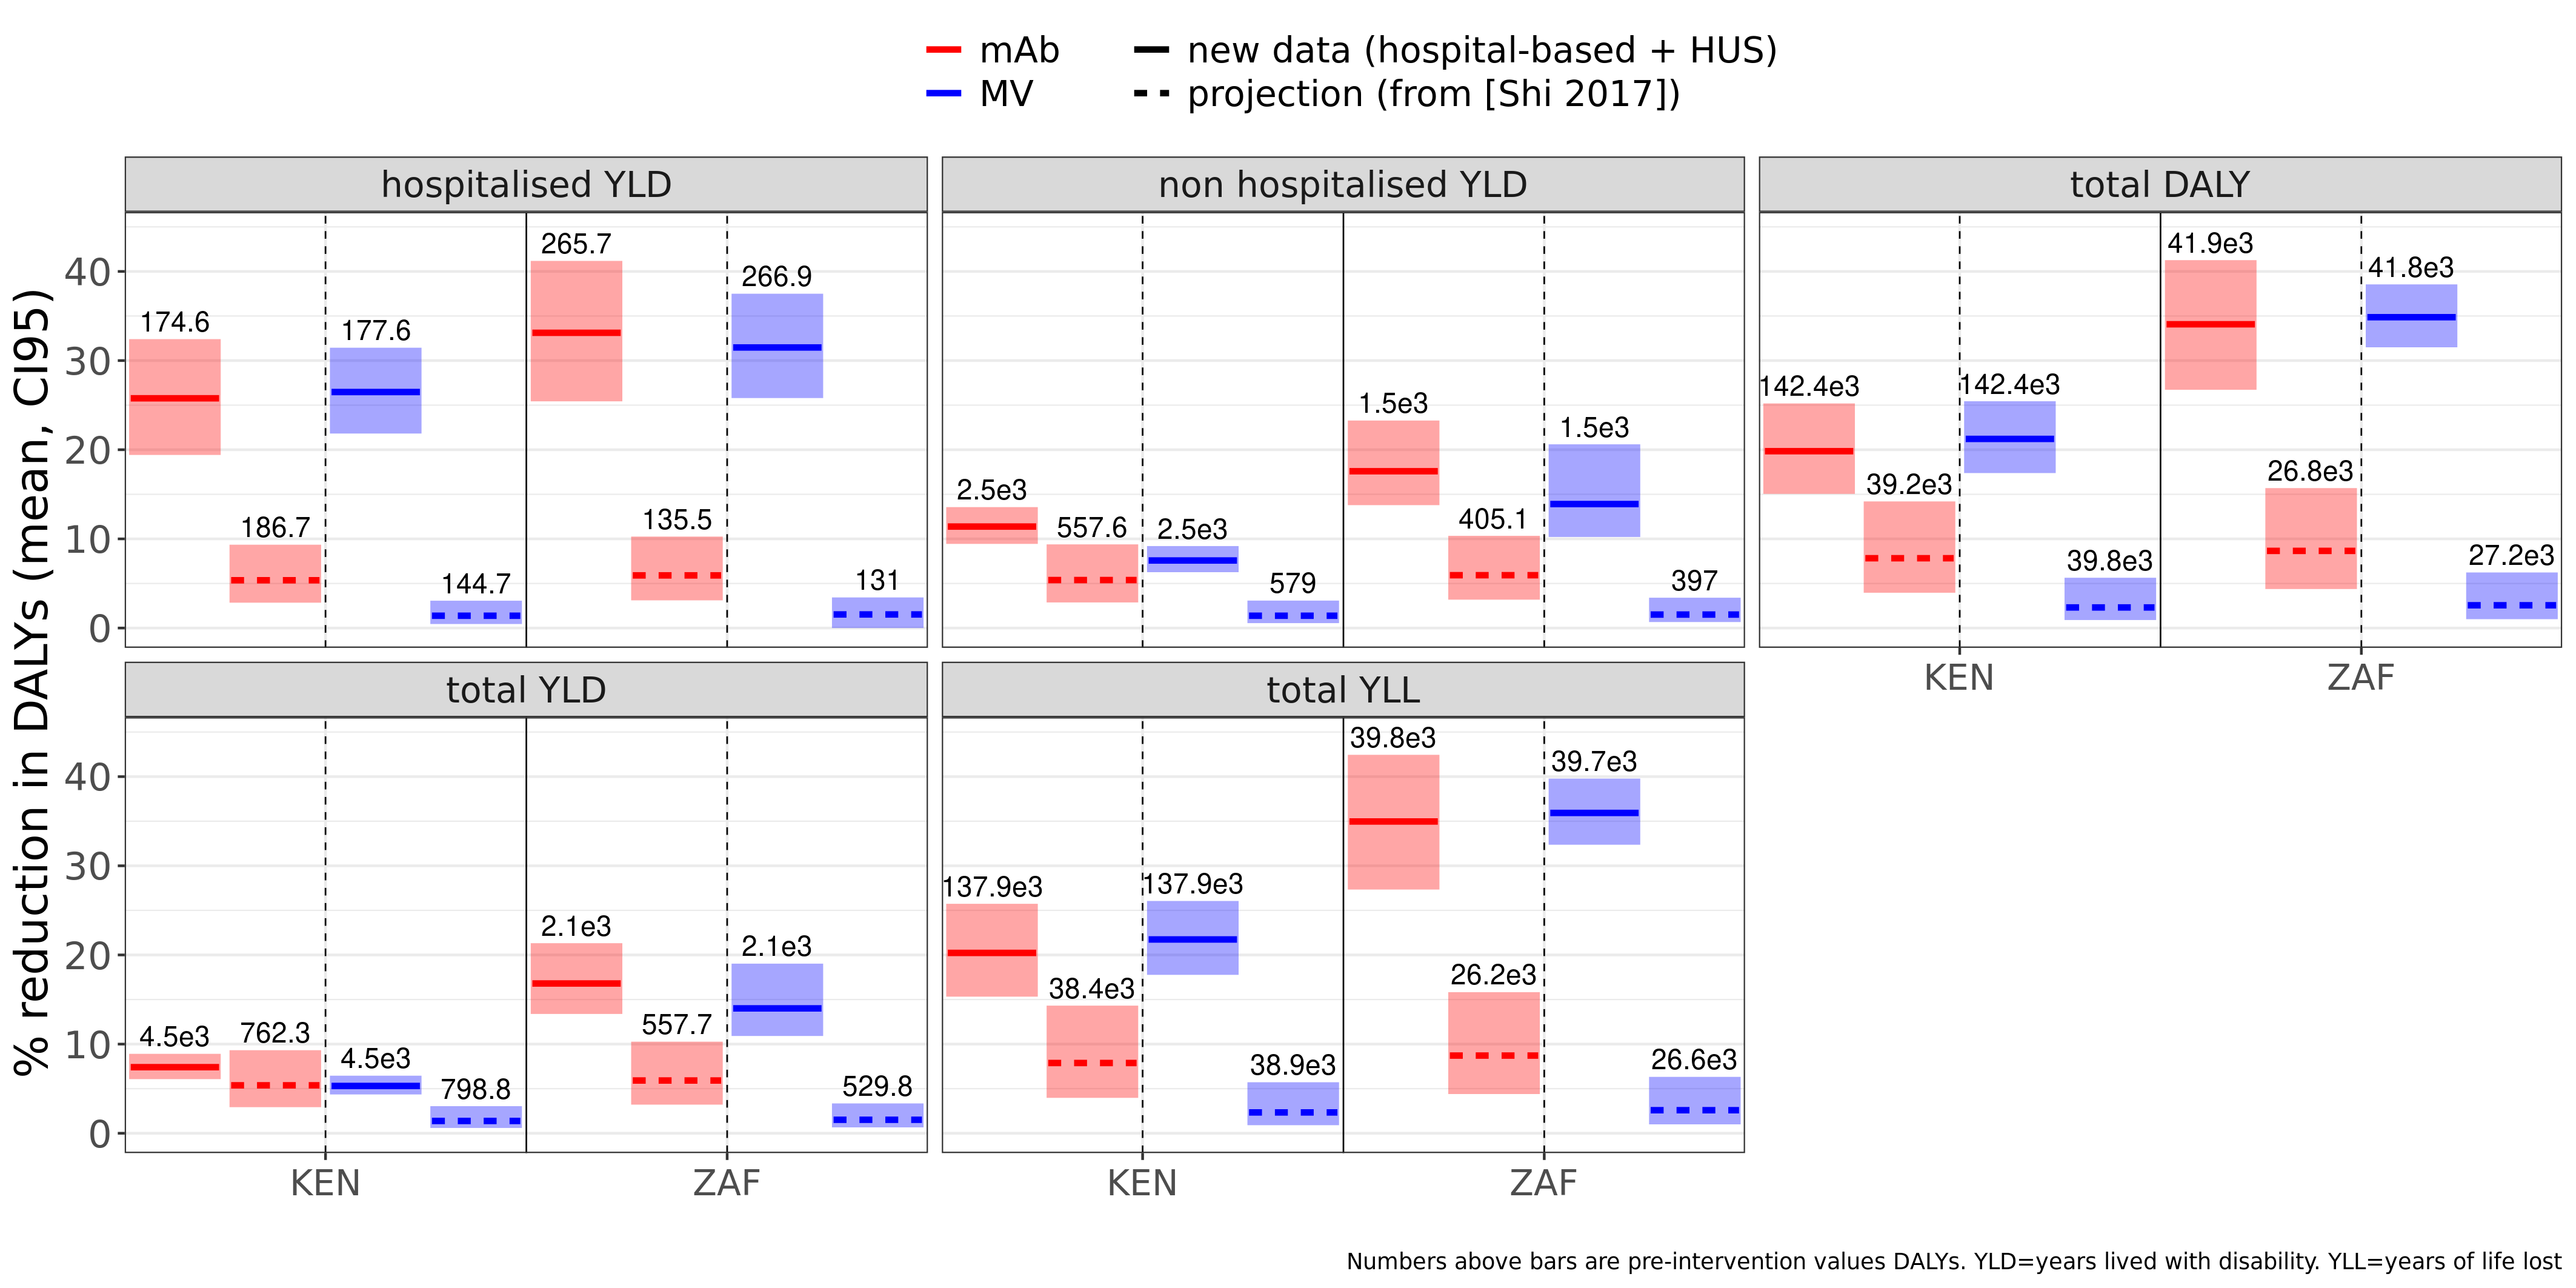 mAb
MV
new data (hospital-based + HUS)
projection (from [Shi 2017])
% reduction in DALYs (mean, CI95)
hospitalised YLD
40
30
20
10
0
174.6
186.7
177.6
144.7
265.7
135.5
266.9
131
non hospitalised YLD
2.5e3
557.6
2.5e3
579
1.5e3
405.1
1.5e3
397
total DALY
142.4e3
39.2e3
142.4e3
39.8e3
41.9e3
26.8e3
41.8e3
27.2e3
KEN
ZAF
total YLD
40
30
20
10
0
4.5e3
762.3
4.5e3
798.8
2.1e3
557.7
2.1e3
529.8
KEN
ZAF
total YLL
137.9e3
38.4e3
137.9e3
38.9e3
39.8e3
26.2e3
39.7e3
26.6e3
KEN
ZAF
Numbers above bars are pre-intervention values DALYs. YLD=years lived with disability. YLL=years of life lost